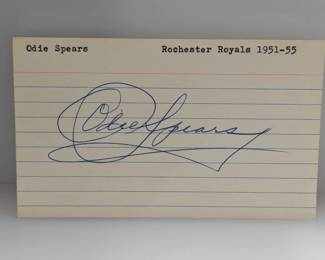 Odie Spears Rochester Royals 1951-55
Odie Spears